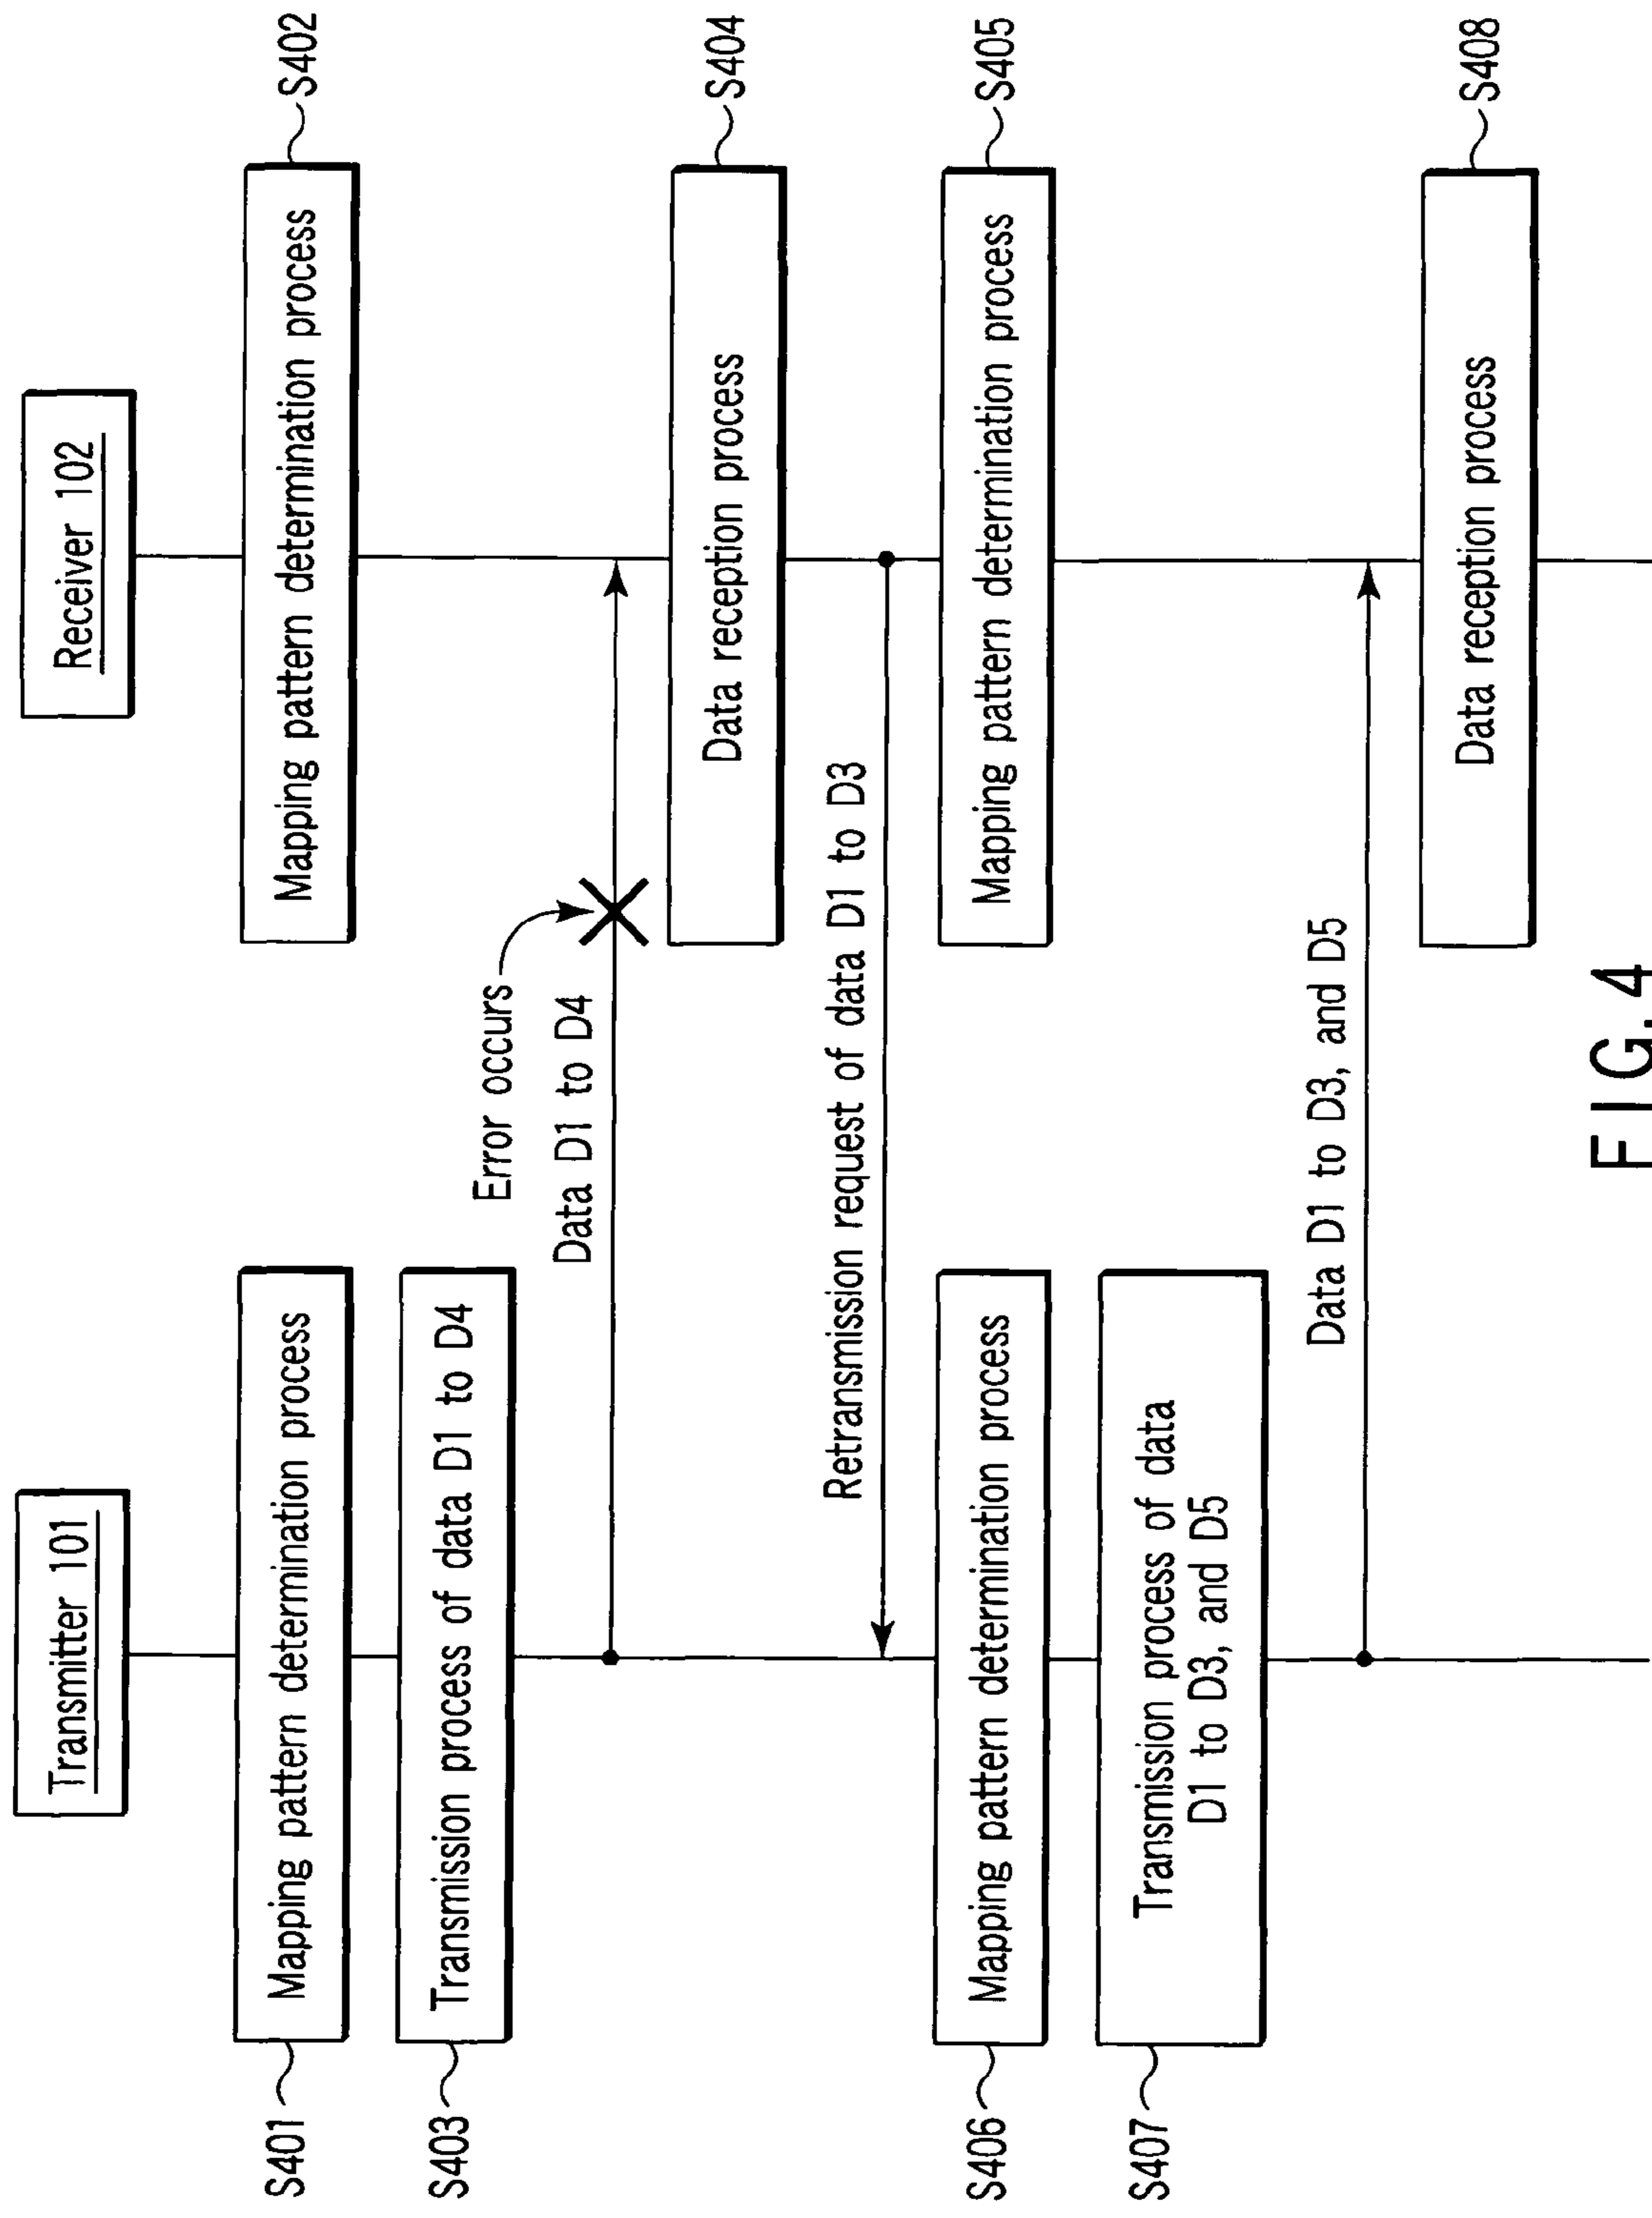 Transmitter 101
Receiver 102
S401
Mapping pattern determination process
Mapping pattern determination process
S402
S403
Transmission process of data D1 to D4
Error occurs
Data D1 to D4
Data reception process
S404
Retransmission request of data D1 to D3
S406
Mapping pattern determination process
Mapping pattern determination process
S405
S407
Transmission process of data
D1 to D3, and D5
Data D1 to D3, and D5
Data reception process
S408
FIG. 4